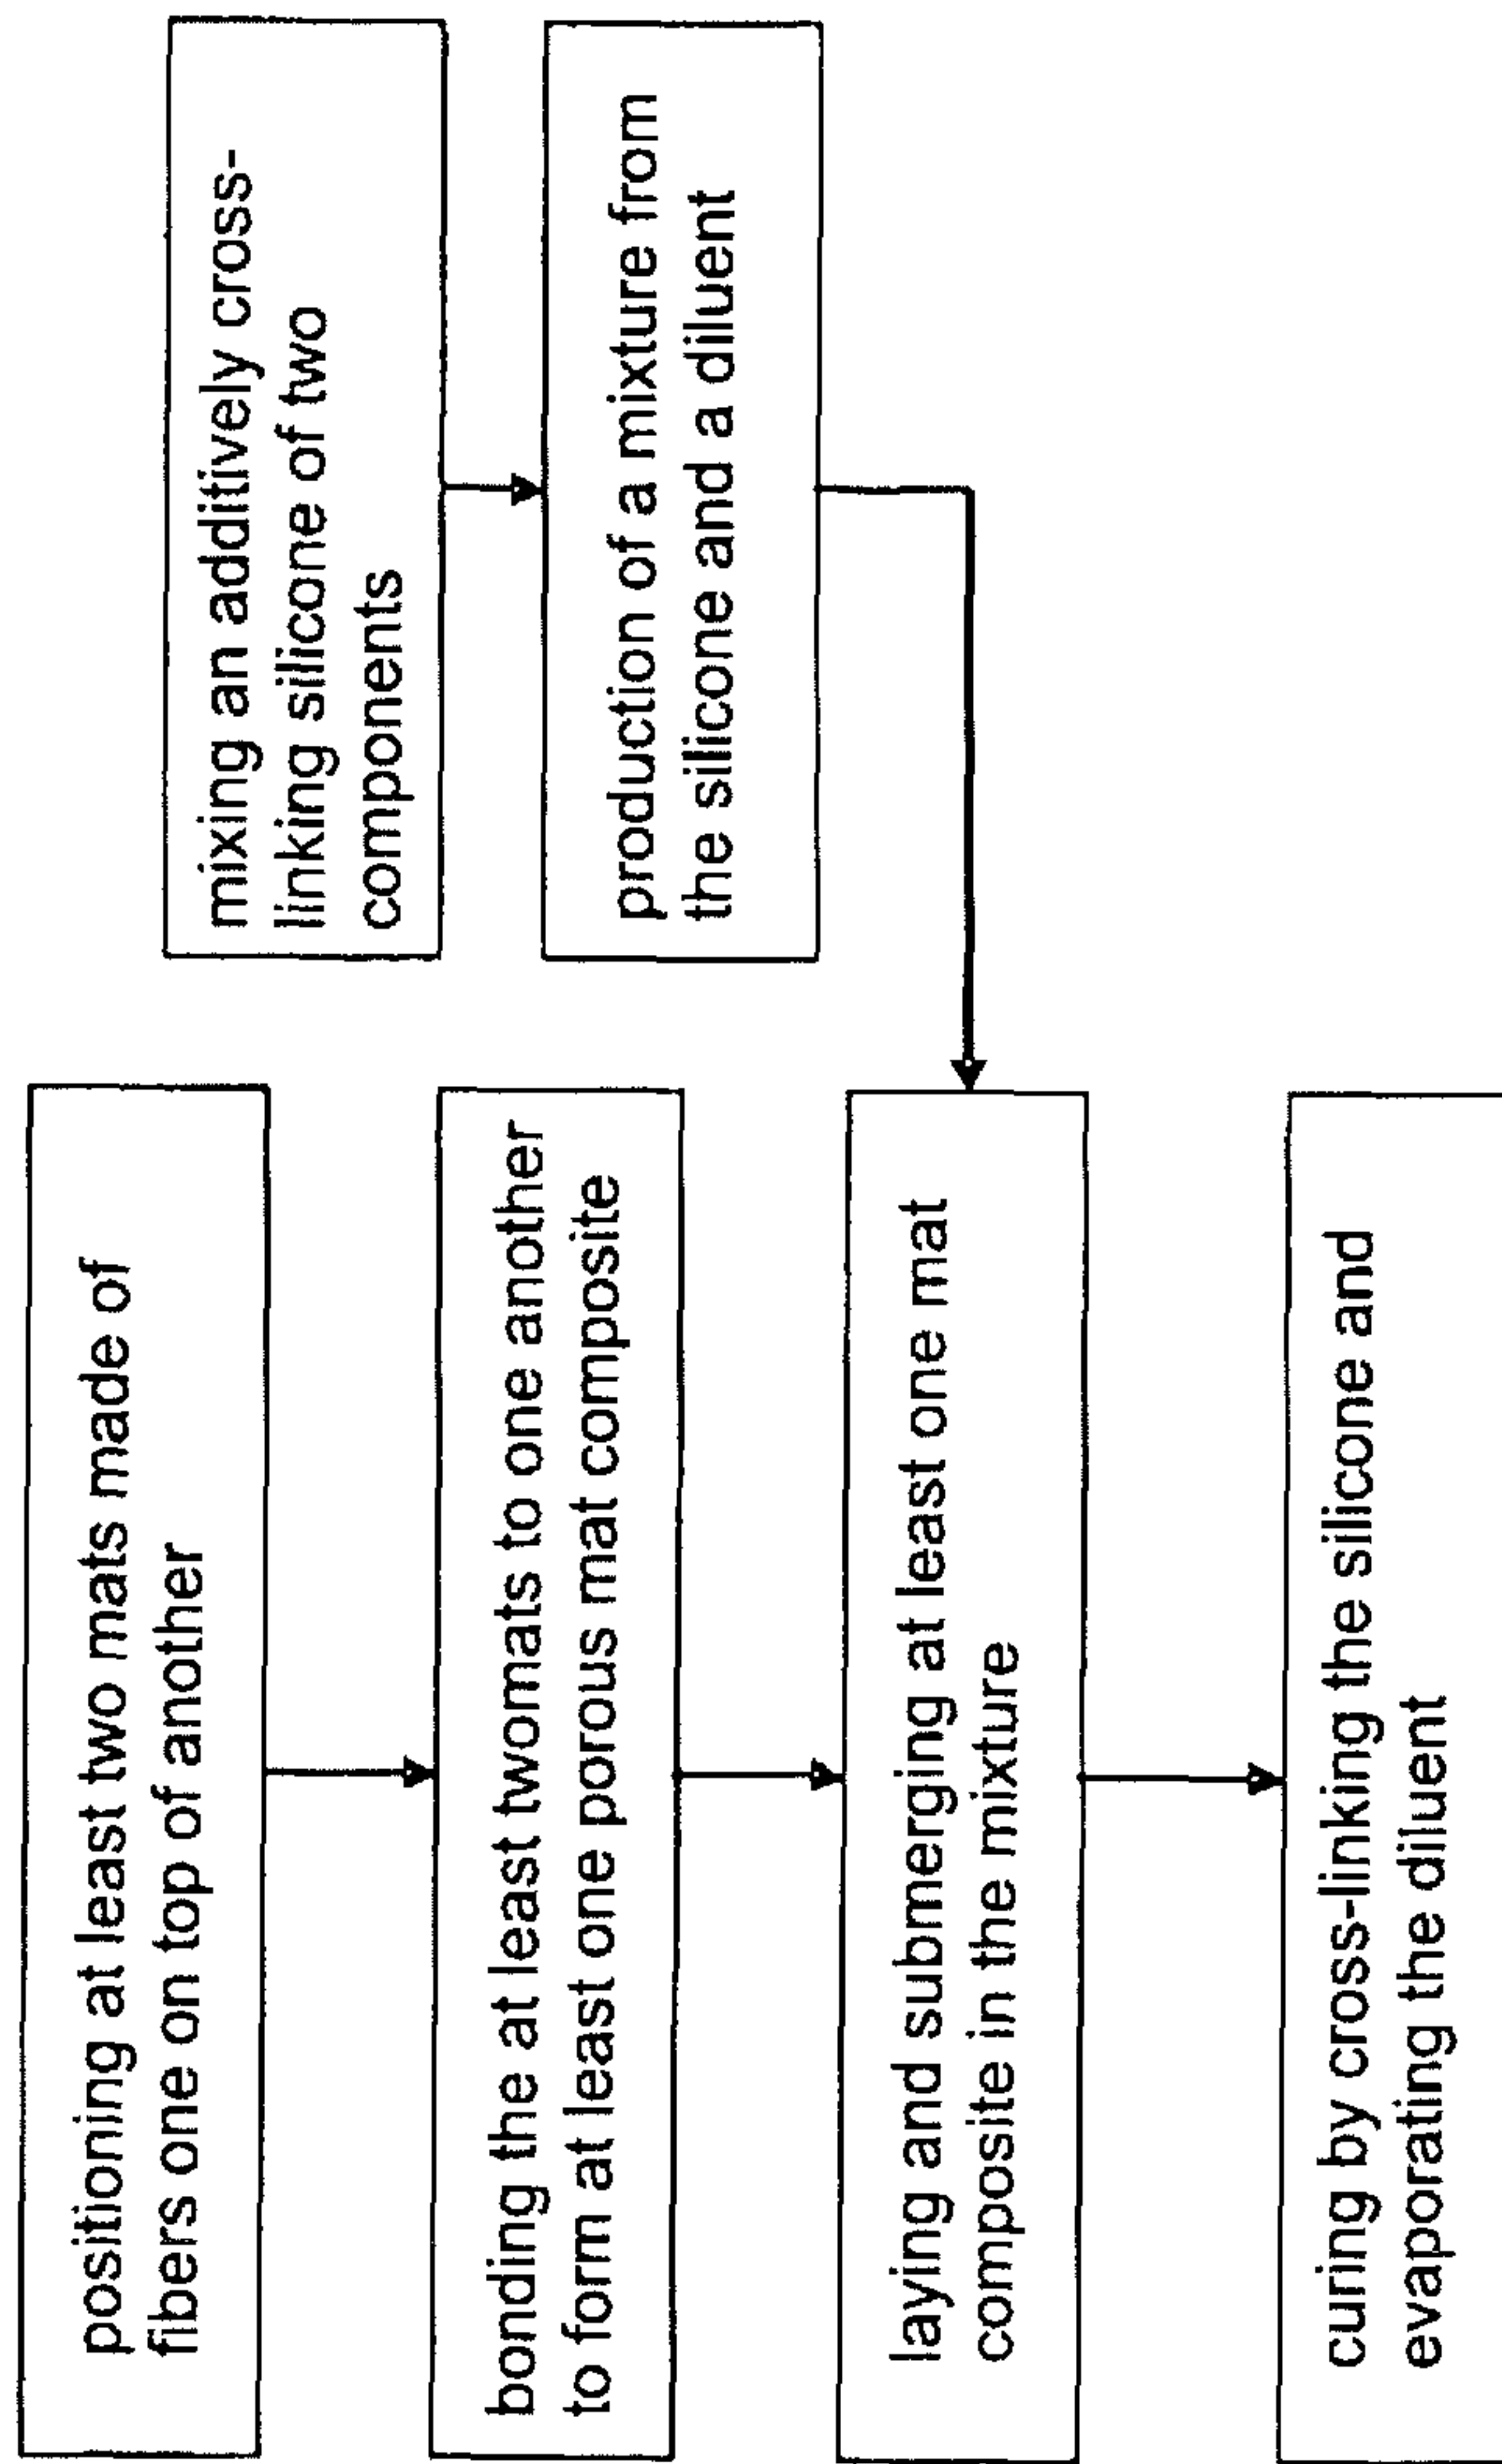 positioning at least two mats made of
fibers one on top of another
bonding the at least twomats to one another
to form at least one porous mat composite
laying and submerging at least one mat
composite in the mixture
curing by cross-linking the silicone and
evaporating the diluent
mixing an additively cross-
linking silicone of two
components
production of a mixture from
the silicone and a diluent